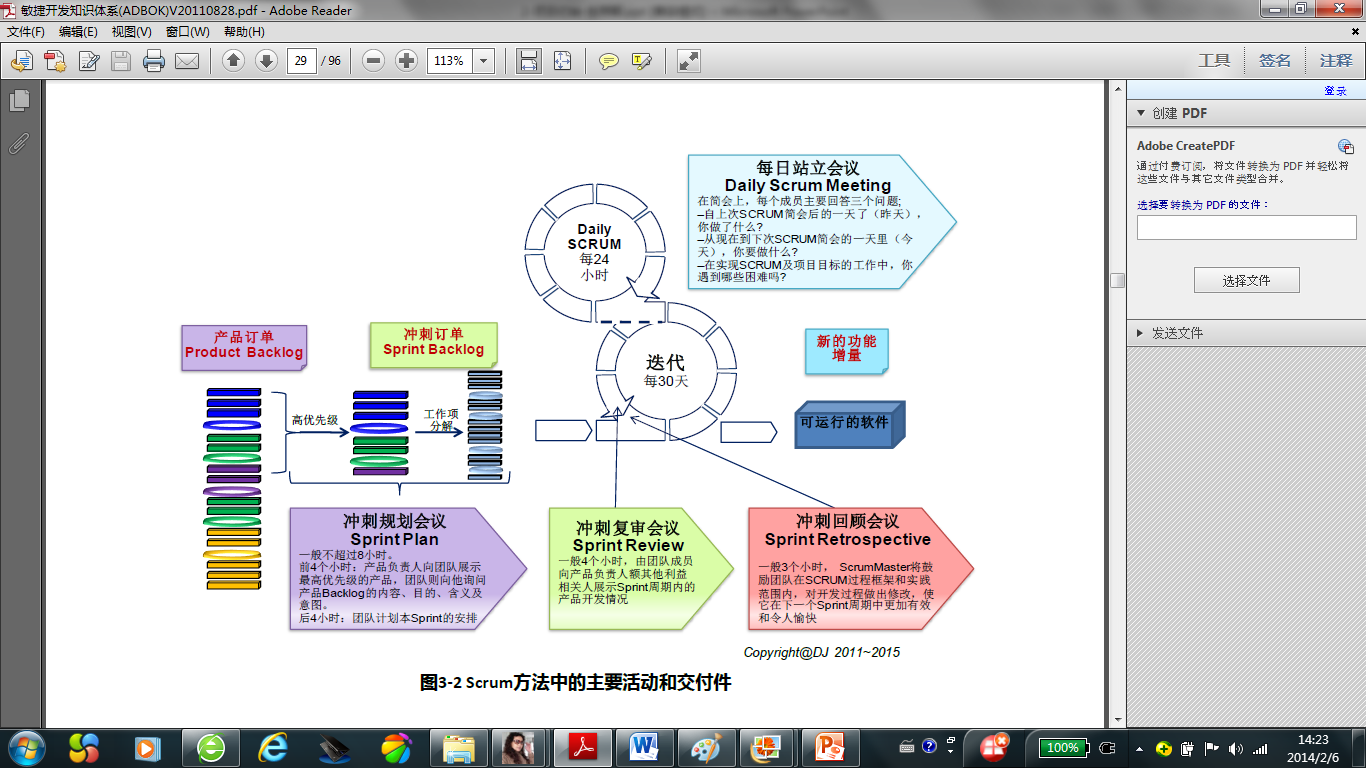 敏捷开发知识体系(ADBOK)V20110828.pdf - Adobe Reader
文件(F) 编辑(E) 视图(V) 窗口(W) 帮助(H)
29 / 96 113% 工具 签名 注释
登录
创建 PDF
Adobe CreatePDF
通过付费订阅，将文件转换为 PDF 并轻松将
这些文件与其它文件类型合并。
选择要转换为 PDF 的文件：
选择文件
发送文件
每日站立会议
Daily Scrum Meeting
在简会上，每个成员主要回答三个问题;
–自上次SCRUM简会后的一天了（昨天），
你做了什么?
–从现在到下次SCRUM简会的一天里（今
天），你要做什么?
–在实现SCRUM及项目目标的工作中，你
遇到哪些困难吗?
Daily
SCRUM
每24
小时
产品订单
Product Backlog
冲刺订单
Sprint Backlog
迭代
每30天
新的功能
增量
高优先级
工作项
分解
可运行的软件
冲刺规划会议
Sprint Plan
一般不超过8小时。
前4个小时：产品负责人向团队展示
最高优先级的产品，团队则向他询问
产品Backlog的内容、目的、含义及
意图。
后4小时：团队计划本Sprint的安排
冲刺复审会议
Sprint Review
一般4个小时，由团队成员
向产品负责人额其他利益
相关人展示Sprint周期内的
产品开发情况
冲刺回顾会议
Sprint Retrospective
一般3个小时， ScrumMaster将鼓
励团队在SCRUM过程框架和实践
范围内，对开发过程做出修改，使
它在下一个Sprint周期中更加有效
和令人愉快
Copyright@DJ 2011~2015
图3-2 Scrum方法中的主要活动和交付件
100%
14:23
2014/2/6